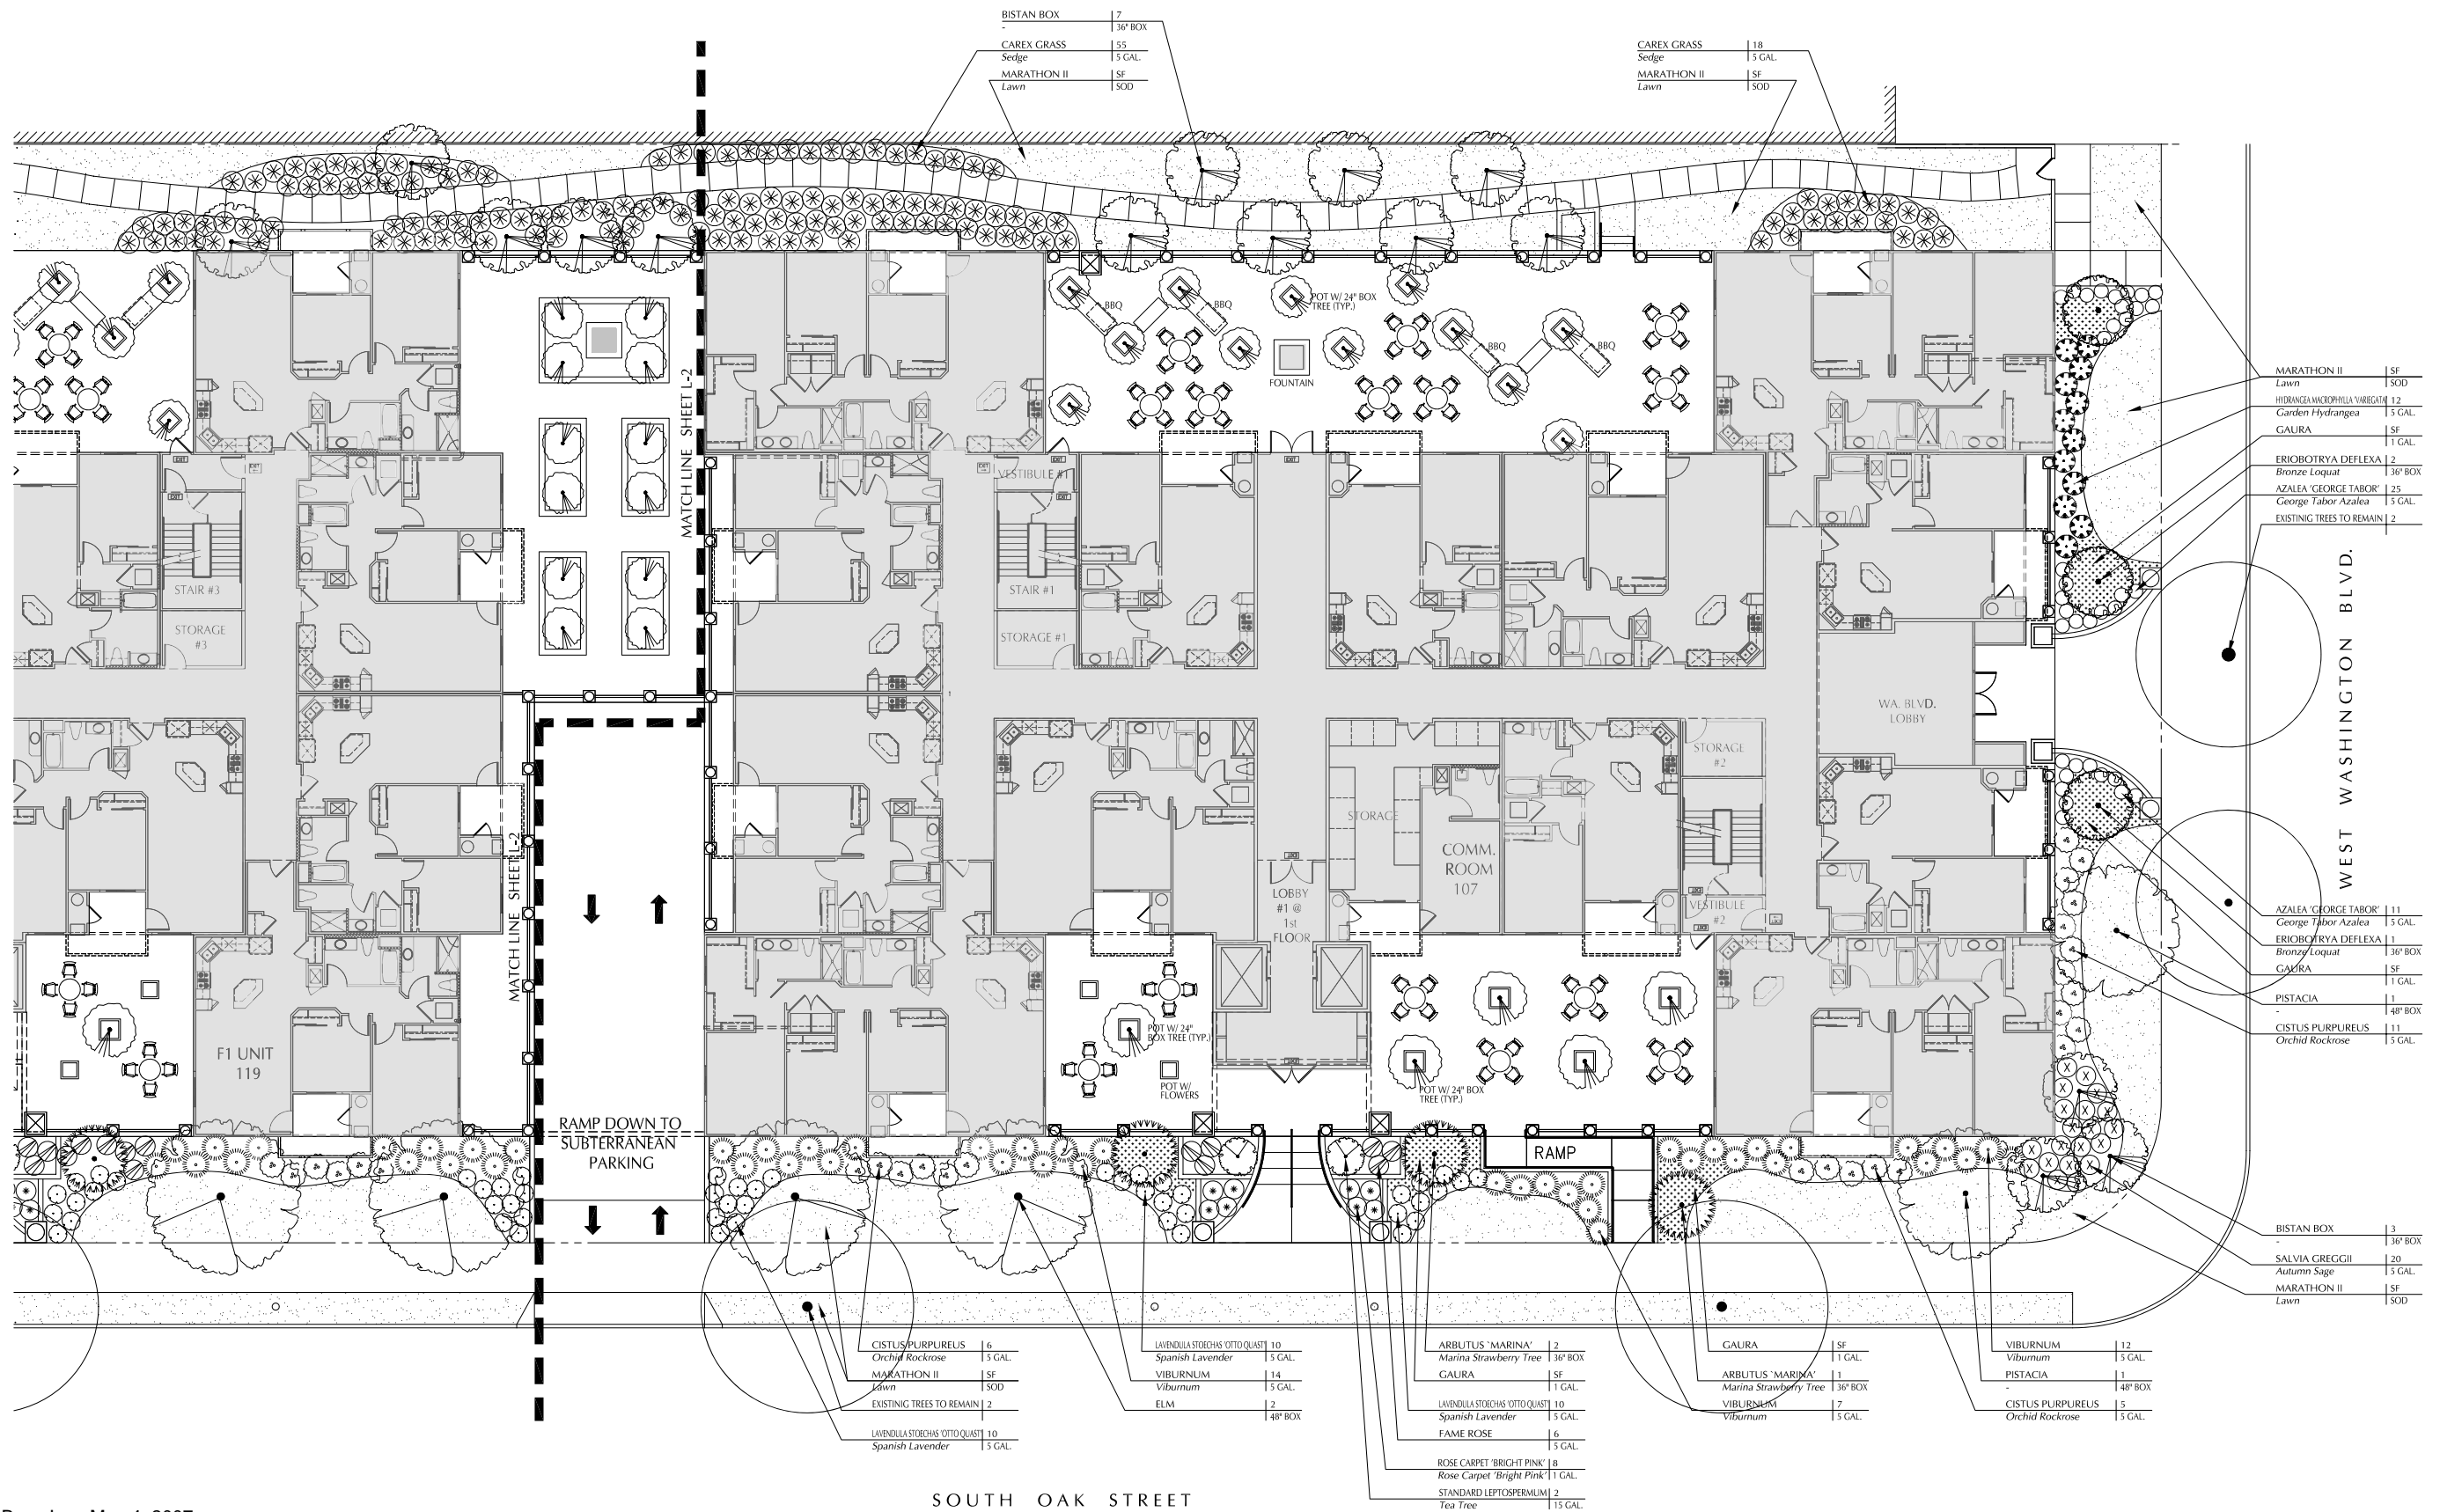 BISTAN BOX 7
- 36" BOX
CAREX GRASS 55
Sedge 5 GAL.
MARATHON II SF
Lawn SOD
CAREX GRASS 18
Sedge 5 GAL.
MARATHON II SF
Lawn SOD
BBQ
BBQ
POT W/ 24" BOX
TREE (TYP.)
BBQ
BBQ
FOUNTAIN
MATCH LINE SHEET L-2
MARATHON II SF
Lawn SOD
HYDRANGEA MACROPHYLLA 'VARIEGATA' 12
Garden Hydrangea 5 GAL.
GAURA SF
1 GAL.
ERIOBOTRYA DEFLEXA 2
Bronze Loquat 36" BOX
AZALEA 'GEORGE TABOR' 25
George Tabor Azalea 5 GAL.
EXISTINIG TREES TO REMAIN 2
EXIT
EXIT
EXIT
EXIT
EXIT
EXIT
EXIT
VESTIBULE #1
STAIR #3
STAIR #1
STORAGE
#3
STORAGE #1
WEST WASHINGTON BLVD.
WA. BLVD.
LOBBY
STORAGE
#2
STORAGE
COMM.
ROOM
107
EXIT
LOBBY
#1 @
1st
FLOOR
EXIT
VESTIBULE
#2
EXIT
MATCH LINE SHEET L-2
AZALEA 'GEORGE TABOR' 11
George Tabor Azalea 5 GAL.
ERIOBOTRYA DEFLEXA 1
Bronze Loquat 36" BOX
GAURA SF
1 GAL.
PISTACIA 1
- 48" BOX
CISTUS PURPUREUS 11
Orchid Rockrose 5 GAL.
F1 UNIT
119
POT W/ 24"
BOX TREE (TYP.)
POT W/
FLOWERS
EXIT
POT W/ 24" BOX
TREE (TYP.)
RAMP DOWN TO
SUBTERRANEAN
PARKING
RAMP
BISTAN BOX 3
- 36" BOX
SALVIA GREGGII 20
Autumn Sage 5 GAL.
MARATHON II SF
Lawn SOD
CISTUS PURPUREUS 6
Orchid Rockrose 5 GAL.
MARATHON II SF
Lawn SOD
EXISTINIG TREES TO REMAIN 2
LAVENDULA STOECHAS 'OTTO QUAST' 10
Spanish Lavender 5 GAL.
LAVENDULA STOECHAS 'OTTO QUAST' 10
Spanish Lavender 5 GAL.
VIBURNUM 14
Viburnum 5 GAL.
ELM 2
48" BOX
ARBUTUS `MARINA' 2
Marina Strawberry Tree 36" BOX
GAURA SF
1 GAL.
LAVENDULA STOECHAS 'OTTO QUAST' 10
Spanish Lavender 5 GAL.
FAME ROSE 6
5 GAL.
ROSE CARPET 'BRIGHT PINK' 8
Rose Carpet 'Bright Pink' 1 GAL.
STANDARD LEPTOSPERMUM 2
Tea Tree 15 GAL.
GAURA SF
1 GAL.
ARBUTUS `MARINA' 1
Marina Strawberry Tree 36" BOX
VIBURNUM 7
Viburnum 5 GAL.
VIBURNUM 12
Viburnum 5 GAL.
PISTACIA 1
- 48" BOX
CISTUS PURPUREUS 5
Orchid Rockrose 5 GAL.
SOUTH OAK STREET